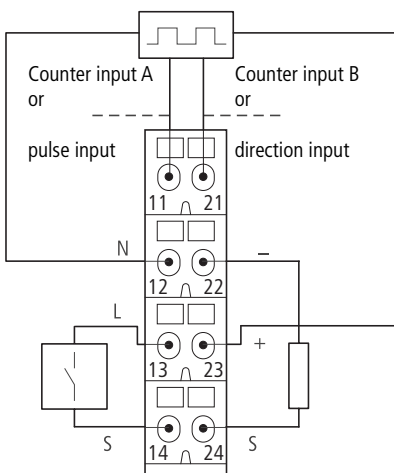 Counter input A
or
Counter input B
or
pulse input
direction input
11 21
N
–
12 22
L
+
13 23
S
14 24
S